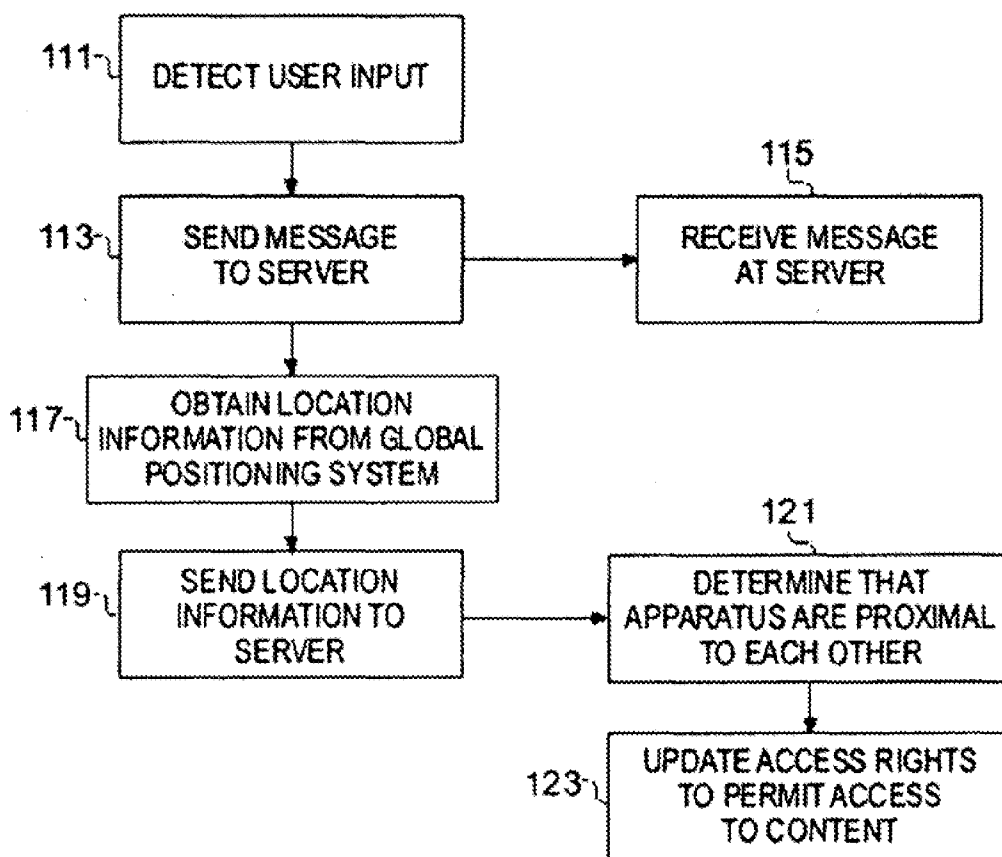 111
DETECT USER INPUT
115
113
SEND MESSAGE
TO SERVER
RECEIVE MESSAGE
AT SERVER
117
OBTAIN LOCATION
INFORMATION FROM GLOBAL
POSITIONING SYSTEM
121
119
SEND LOCATION
INFORMATION TO
SERVER
DETERMINE THAT
APPARATUS ARE PROXIMAL
TO EACH OTHER
123
UPDATE ACCESS RIGHTS
TO PERMIT ACCESS
TO CONTENT